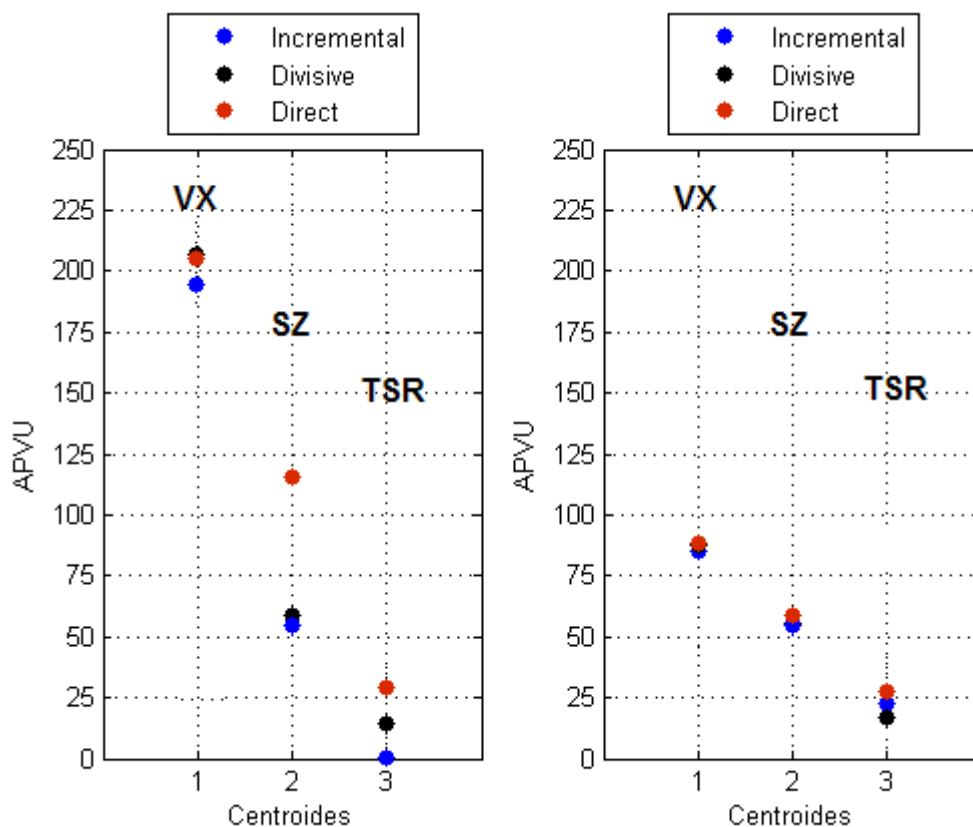 Incremental
Divisive
Direct
250
225
200
175
150
125
100
75
50
25
0
VX
SZ
TSR
APVU
1 2 3
Centroides
Incremental
Divisive
Direct
250
225
200
175
150
125
100
75
50
25
0
VX
SZ
TSR
APVU
1 2 3
Centroides